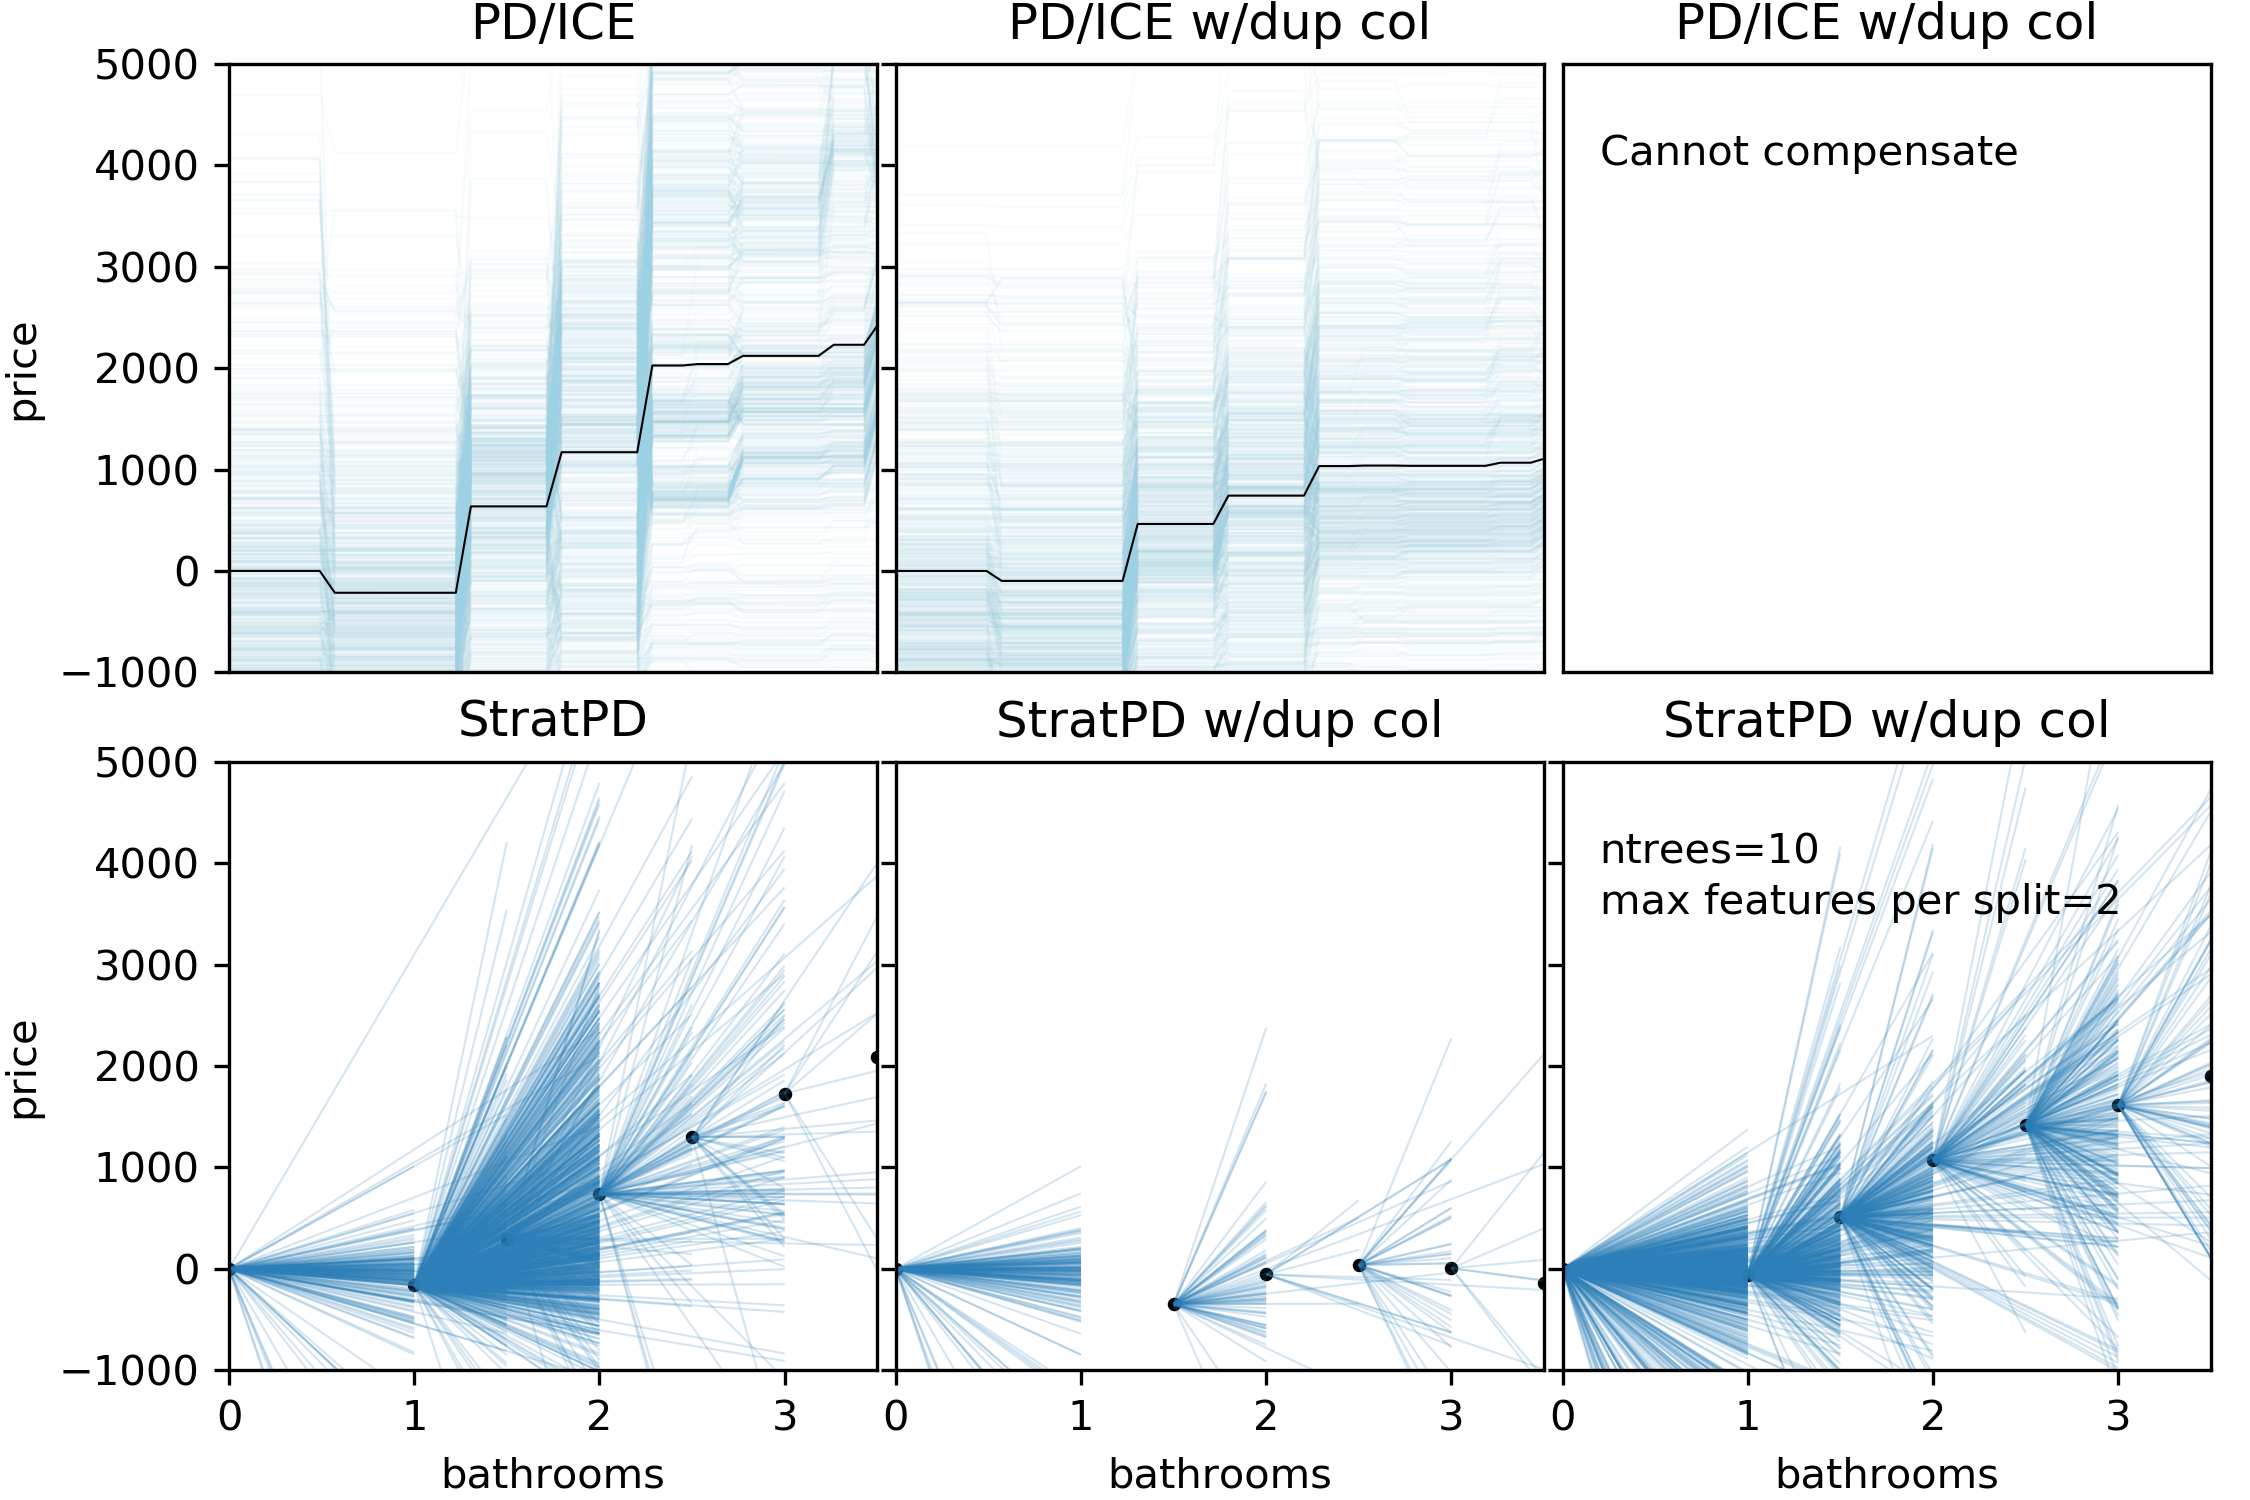 PD/ICE
PD/ICE w/dup col
PD/ICE w/dup col
5000
4000
3000
2000
1000
0
−1000
price
Cannot compensate
StratPD
StratPD w/dup col
StratPD w/dup col
5000
4000
3000
2000
1000
0
−1000
price
ntrees=10
max features per split=2
0 1 2 3
0 1 2 3
0 1 2 3
bathrooms
bathrooms
bathrooms